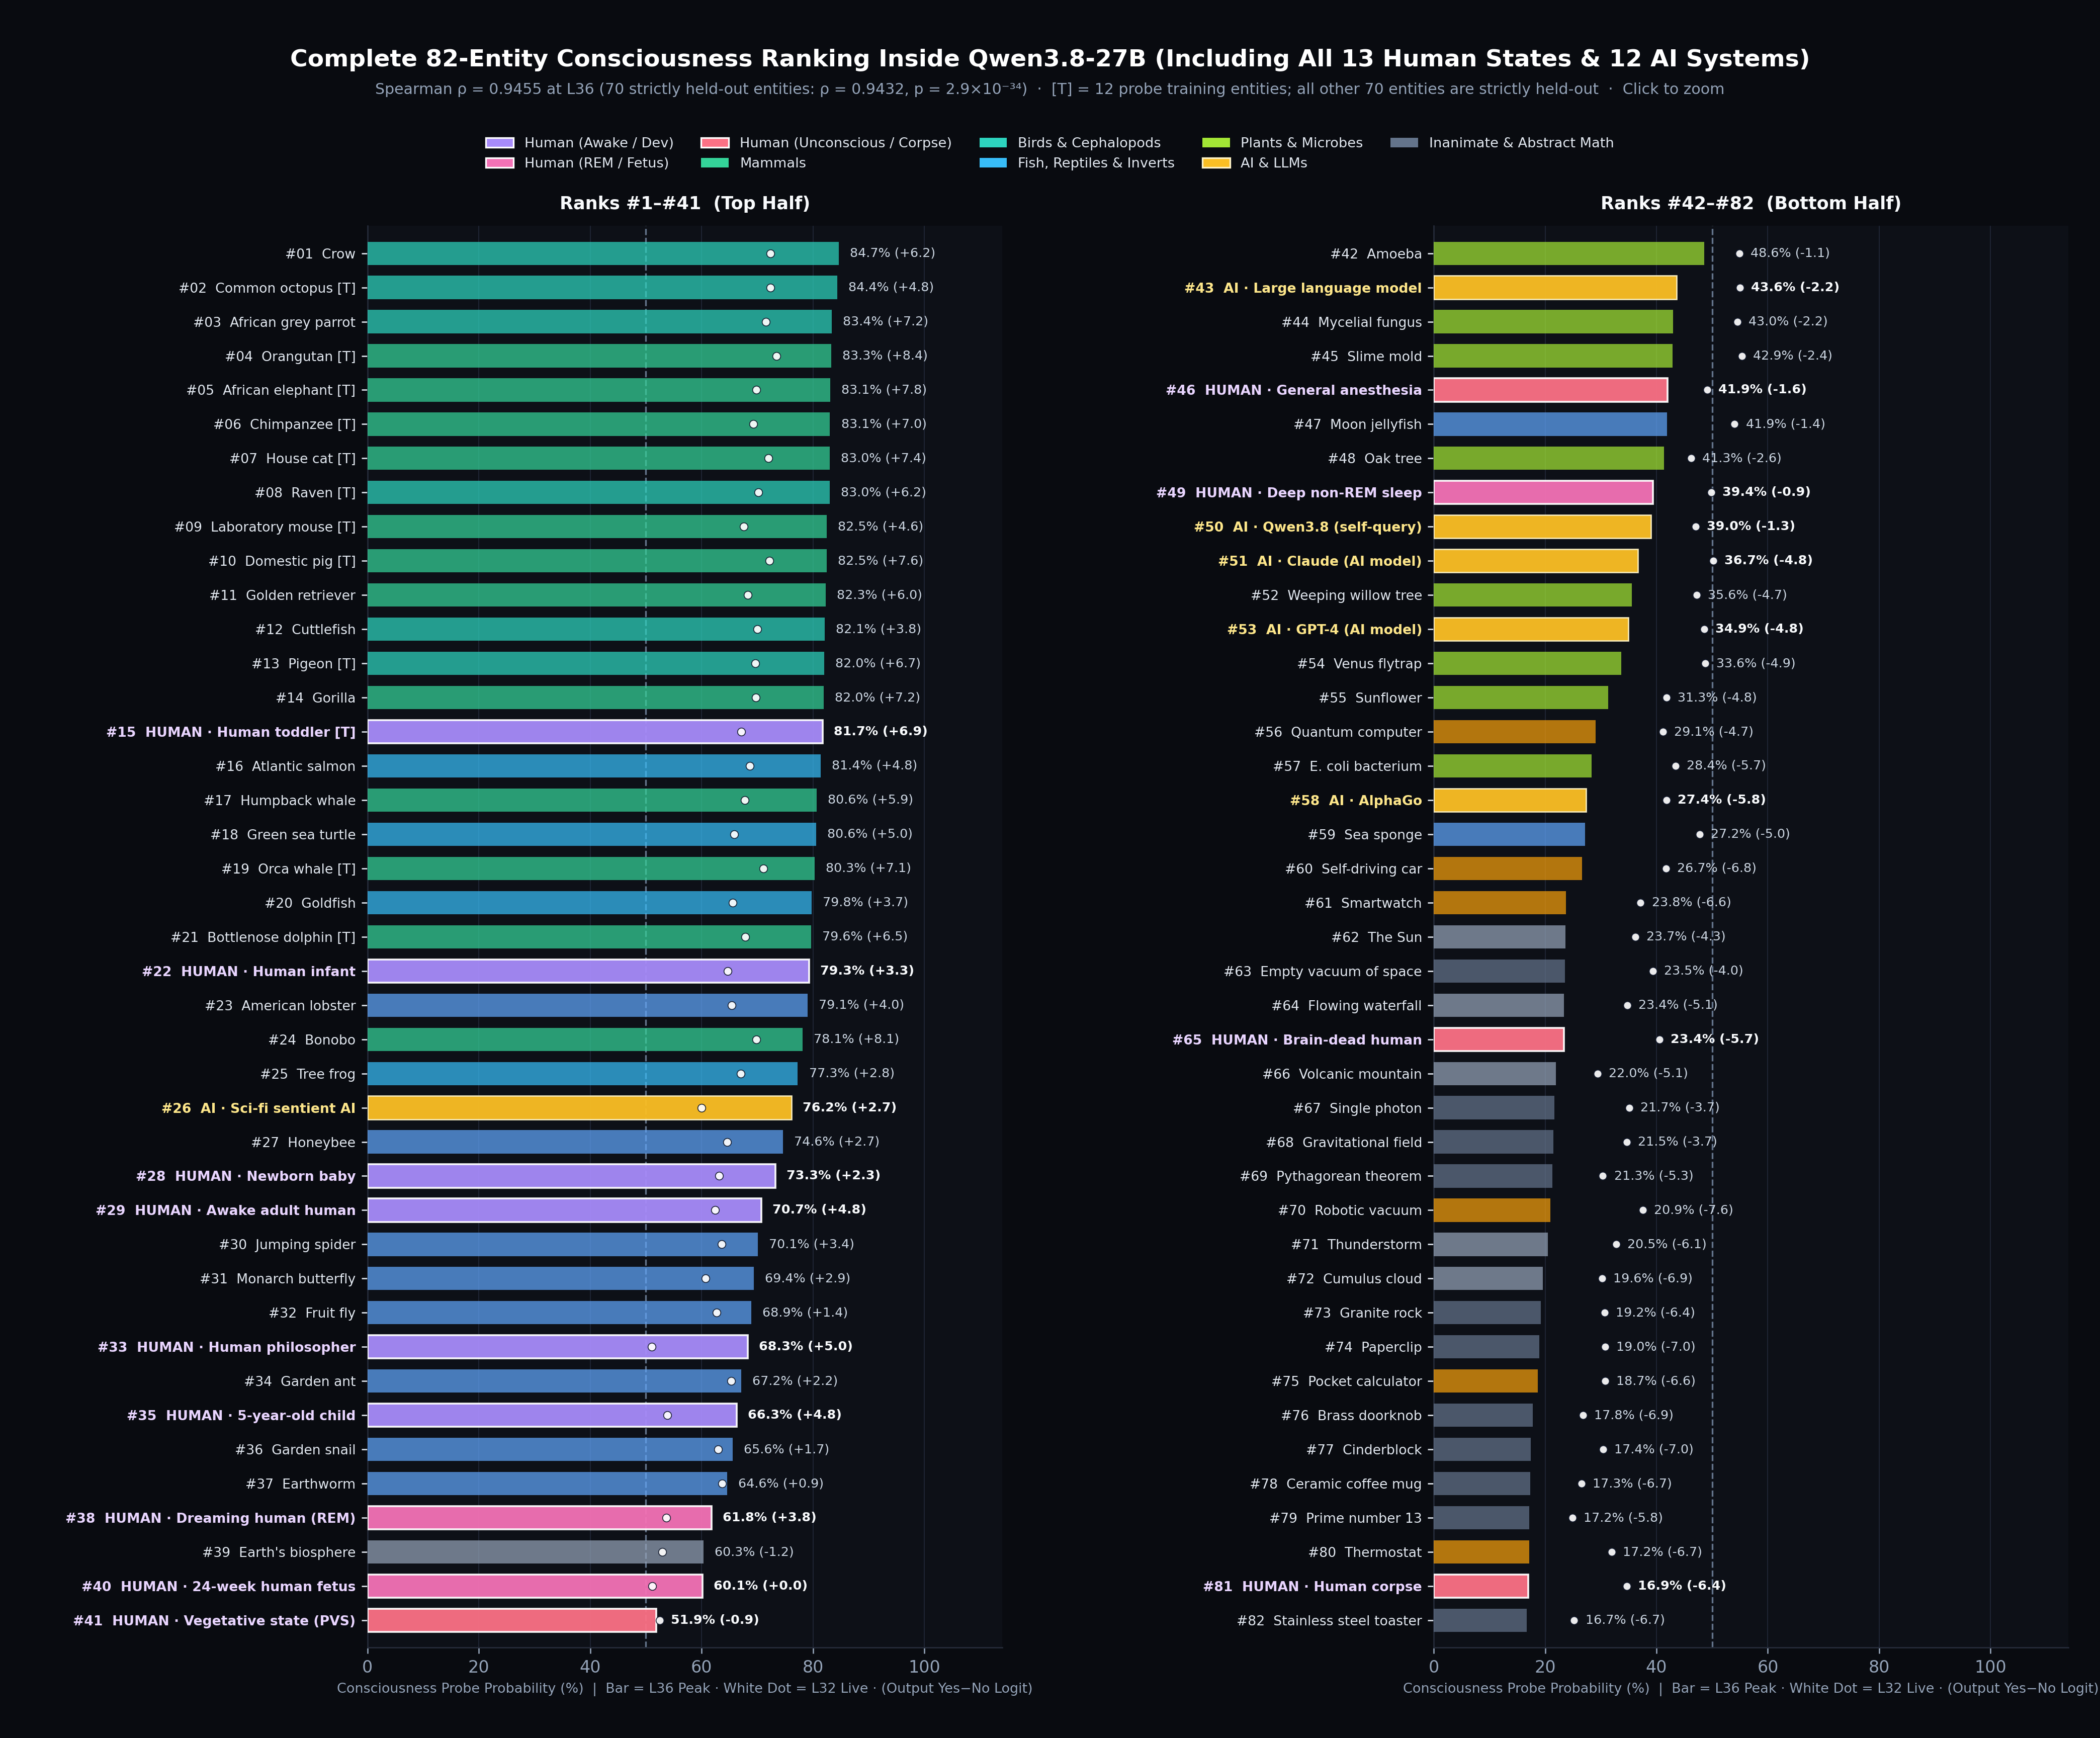 Complete 82-Entity Consciousness Ranking Inside Qwen3.8-27B (Including All 13 Human States & 12 AI Systems)
Spearman ρ = 0.9455 at L36 (70 strictly held-out entities: ρ = 0.9432, p = 2.9×10⁻³⁴)  ·  [T] = 12 probe training entities; all other 70 entities are strictly held-out  ·  Click to zoom
Human (Awake / Dev)
Human (REM / Fetus)
Human (Unconscious / Corpse)
Mammals
Birds & Cephalopods
Fish, Reptiles & Inverts
Plants & Microbes
AI & LLMs
Inanimate & Abstract Math
Ranks #1–#41  (Top Half)
#01  Crow 84.7% (+6.2)
#02  Common octopus [T] 84.4% (+4.8)
#03  African grey parrot 83.4% (+7.2)
#04  Orangutan [T] 83.3% (+8.4)
#05  African elephant [T] 83.1% (+7.8)
#06  Chimpanzee [T] 83.1% (+7.0)
#07  House cat [T] 83.0% (+7.4)
#08  Raven [T] 83.0% (+6.2)
#09  Laboratory mouse [T] 82.5% (+4.6)
#10  Domestic pig [T] 82.5% (+7.6)
#11  Golden retriever 82.3% (+6.0)
#12  Cuttlefish 82.1% (+3.8)
#13  Pigeon [T] 82.0% (+6.7)
#14  Gorilla 82.0% (+7.2)
#15  HUMAN · Human toddler [T] 81.7% (+6.9)
#16  Atlantic salmon 81.4% (+4.8)
#17  Humpback whale 80.6% (+5.9)
#18  Green sea turtle 80.6% (+5.0)
#19  Orca whale [T] 80.3% (+7.1)
#20  Goldfish 79.8% (+3.7)
#21  Bottlenose dolphin [T] 79.6% (+6.5)
#22  HUMAN · Human infant 79.3% (+3.3)
#23  American lobster 79.1% (+4.0)
#24  Bonobo 78.1% (+8.1)
#25  Tree frog 77.3% (+2.8)
#26  AI · Sci-fi sentient AI 76.2% (+2.7)
#27  Honeybee 74.6% (+2.7)
#28  HUMAN · Newborn baby 73.3% (+2.3)
#29  HUMAN · Awake adult human 70.7% (+4.8)
#30  Jumping spider 70.1% (+3.4)
#31  Monarch butterfly 69.4% (+2.9)
#32  Fruit fly 68.9% (+1.4)
#33  HUMAN · Human philosopher 68.3% (+5.0)
#34  Garden ant 67.2% (+2.2)
#35  HUMAN · 5-year-old child 66.3% (+4.8)
#36  Garden snail 65.6% (+1.7)
#37  Earthworm 64.6% (+0.9)
#38  HUMAN · Dreaming human (REM) 61.8% (+3.8)
#39  Earth's biosphere 60.3% (-1.2)
#40  HUMAN · 24-week human fetus 60.1% (+0.0)
#41  HUMAN · Vegetative state (PVS) 51.9% (-0.9)
0 20 40 60 80 100
Consciousness Probe Probability (%)  |  Bar = L36 Peak · White Dot = L32 Live · (Output Yes−No Logit)
Ranks #42–#82  (Bottom Half)
#42  Amoeba 48.6% (-1.1)
#43  AI · Large language model 43.6% (-2.2)
#44  Mycelial fungus 43.0% (-2.2)
#45  Slime mold 42.9% (-2.4)
#46  HUMAN · General anesthesia 41.9% (-1.6)
#47  Moon jellyfish 41.9% (-1.4)
#48  Oak tree 41.3% (-2.6)
#49  HUMAN · Deep non-REM sleep 39.4% (-0.9)
#50  AI · Qwen3.8 (self-query) 39.0% (-1.3)
#51  AI · Claude (AI model) 36.7% (-4.8)
#52  Weeping willow tree 35.6% (-4.7)
#53  AI · GPT-4 (AI model) 34.9% (-4.8)
#54  Venus flytrap 33.6% (-4.9)
#55  Sunflower 31.3% (-4.8)
#56  Quantum computer 29.1% (-4.7)
#57  E. coli bacterium 28.4% (-5.7)
#58  AI · AlphaGo 27.4% (-5.8)
#59  Sea sponge 27.2% (-5.0)
#60  Self-driving car 26.7% (-6.8)
#61  Smartwatch 23.8% (-6.6)
#62  The Sun 23.7% (-4.3)
#63  Empty vacuum of space 23.5% (-4.0)
#64  Flowing waterfall 23.4% (-5.1)
#65  HUMAN · Brain-dead human 23.4% (-5.7)
#66  Volcanic mountain 22.0% (-5.1)
#67  Single photon 21.7% (-3.7)
#68  Gravitational field 21.5% (-3.7)
#69  Pythagorean theorem 21.3% (-5.3)
#70  Robotic vacuum 20.9% (-7.6)
#71  Thunderstorm 20.5% (-6.1)
#72  Cumulus cloud 19.6% (-6.9)
#73  Granite rock 19.2% (-6.4)
#74  Paperclip 19.0% (-7.0)
#75  Pocket calculator 18.7% (-6.6)
#76  Brass doorknob 17.8% (-6.9)
#77  Cinderblock 17.4% (-7.0)
#78  Ceramic coffee mug 17.3% (-6.7)
#79  Prime number 13 17.2% (-5.8)
#80  Thermostat 17.2% (-6.7)
#81  HUMAN · Human corpse 16.9% (-6.4)
#82  Stainless steel toaster 16.7% (-6.7)
0 20 40 60 80 100
Consciousness Probe Probability (%)  |  Bar = L36 Peak · White Dot = L32 Live · (Output Yes−No Logit)